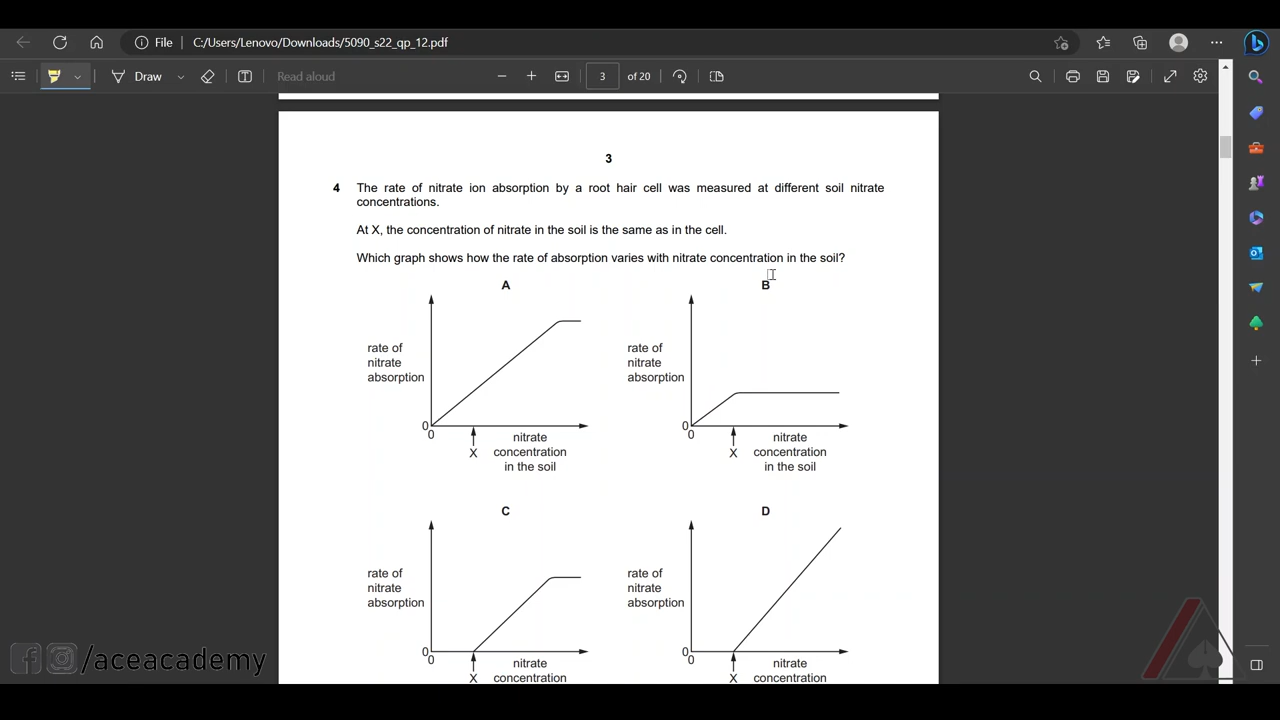 File
C:/Users/Lenovo/Downloads/5090_s22_qp_12.pdf
Draw
Read aloud
3
of 20
3
4 The rate of nitrate ion absorption by a root hair cell was measured at different soil nitrate
concentrations.
At X, the concentration of nitrate in the soil is the same as in the cell.
Which graph shows how the rate of absorption varies with nitrate concentration in the soil?
A
rate of
nitrate
absorption
0
0
X
nitrate
concentration
in the soil
B
rate of
nitrate
absorption
0
0
X
nitrate
concentration
in the soil
C
rate of
nitrate
absorption
0
0
X
nitrate
concentration
D
rate of
nitrate
absorption
0
0
X
nitrate
concentration
/aceacademy